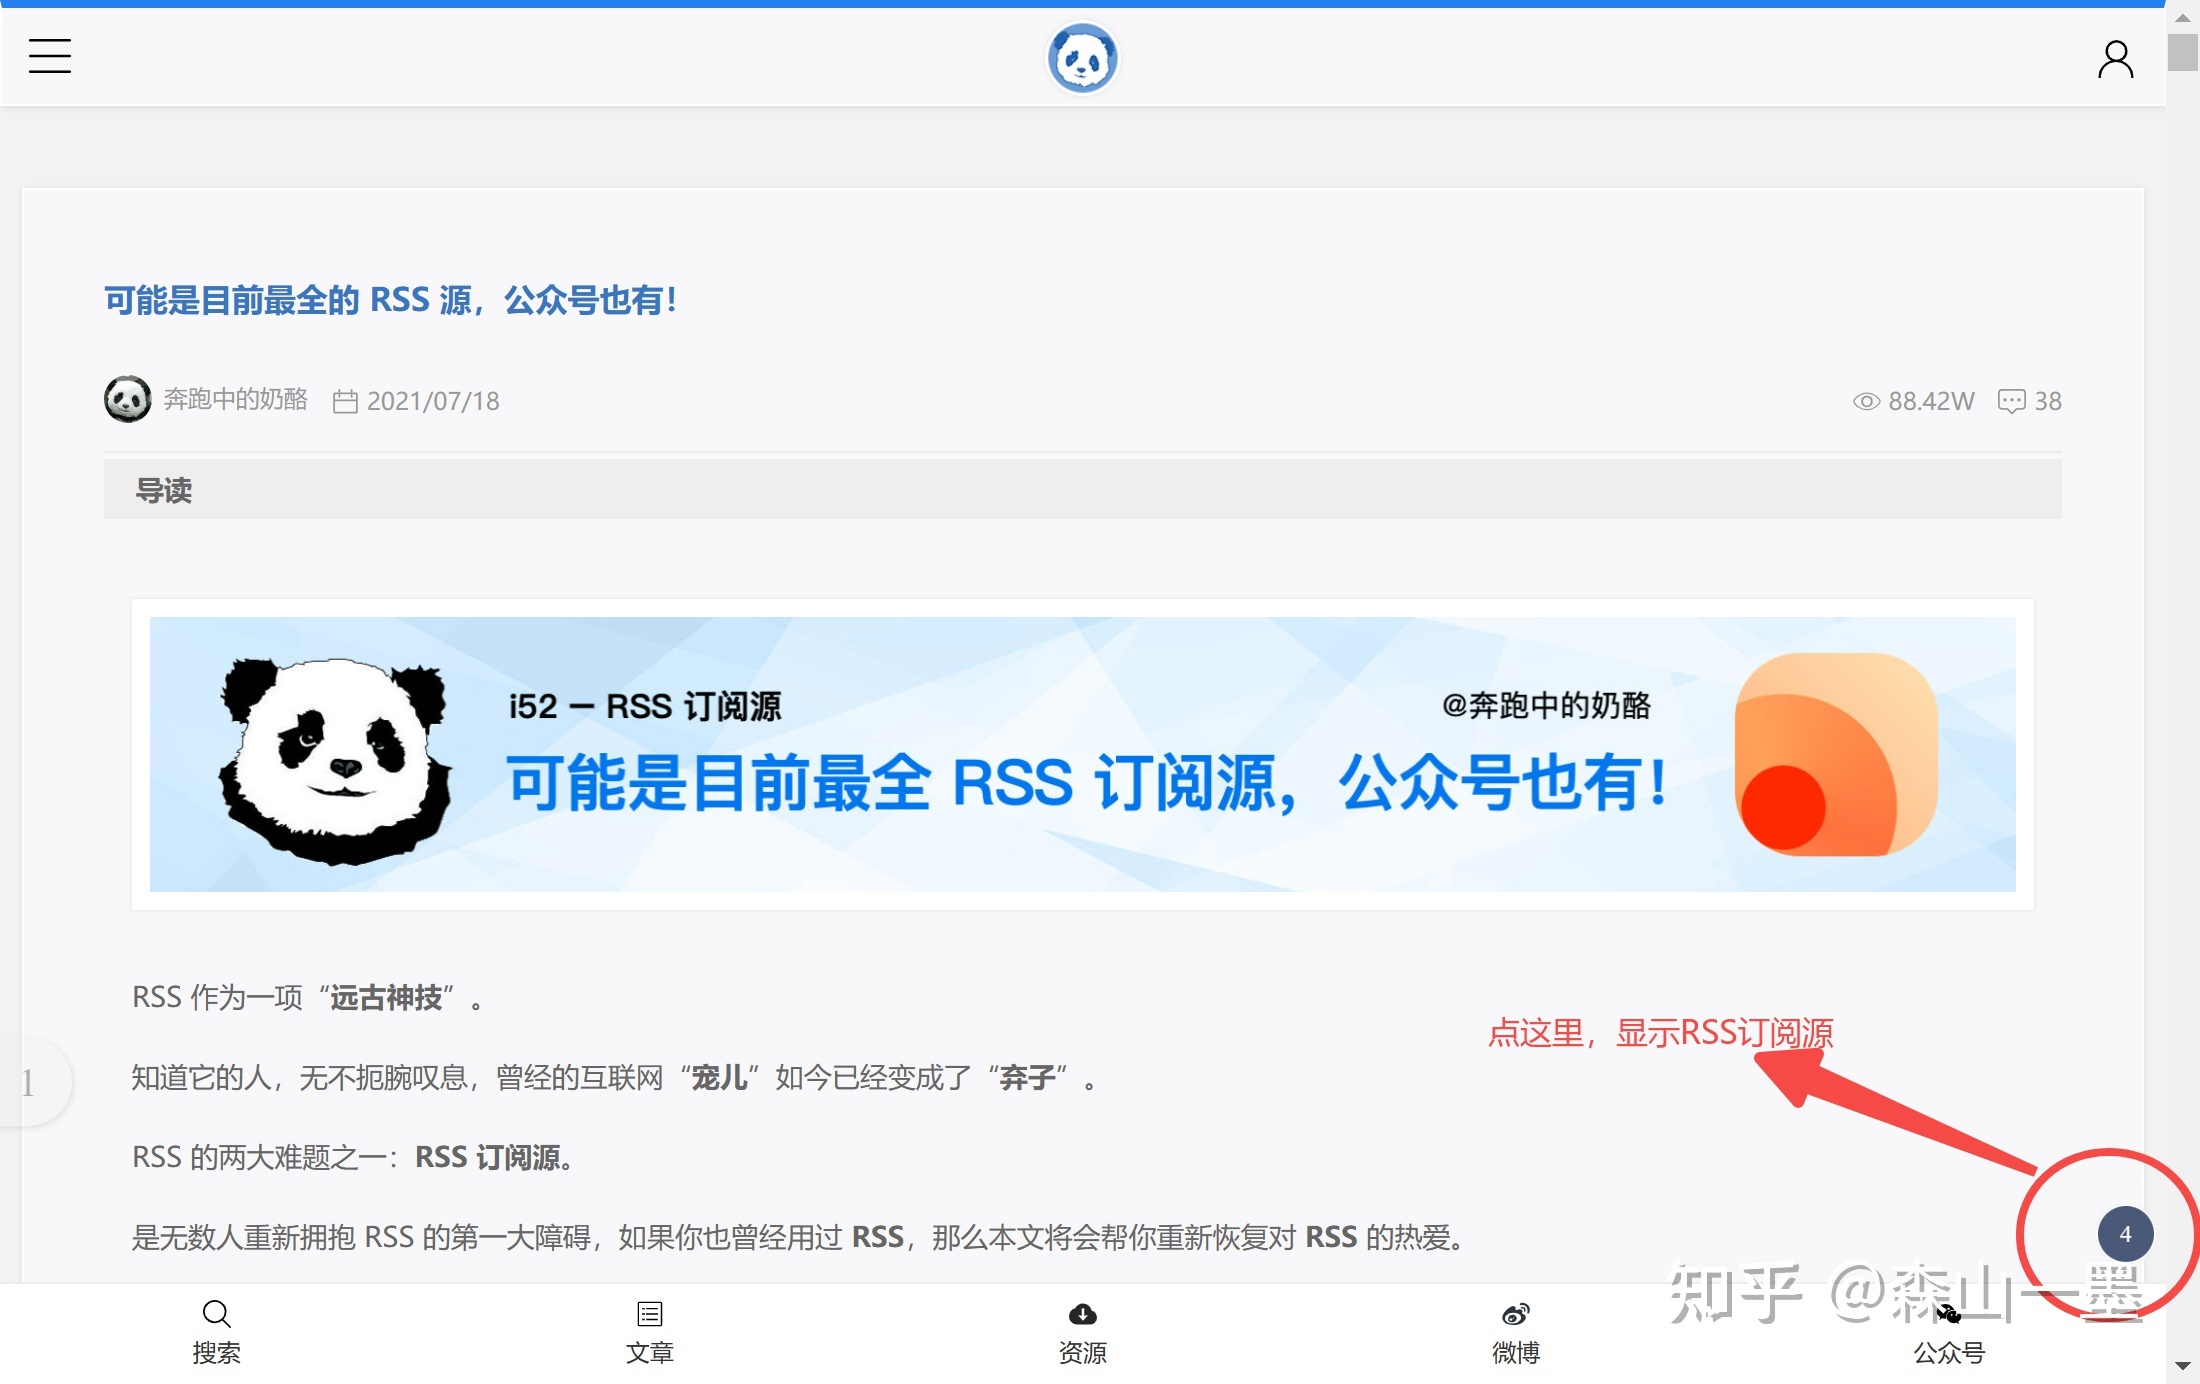 可能是目前最全的 RSS 源，公众号也有！
奔跑中的奶酪 2021/07/18 88.42W 38
导读
i52 — RSS 订阅源 @奔跑中的奶酪
可能是目前最全 RSS 订阅源，公众号也有！
RSS 作为一项“远古神技”。
点这里，显示RSS订阅源
知道它的人，无不扼腕叹息，曾经的互联网“宠儿”如今已经变成了“弃子”。
1
RSS 的两大难题之一：RSS 订阅源。
是无数人重新拥抱 RSS 的第一大障碍，如果你也曾经用过 RSS，那么本文将会帮你重新恢复对 RSS 的热爱。
4
知乎 @森山一墨
搜索 文章 资源 微博 公众号